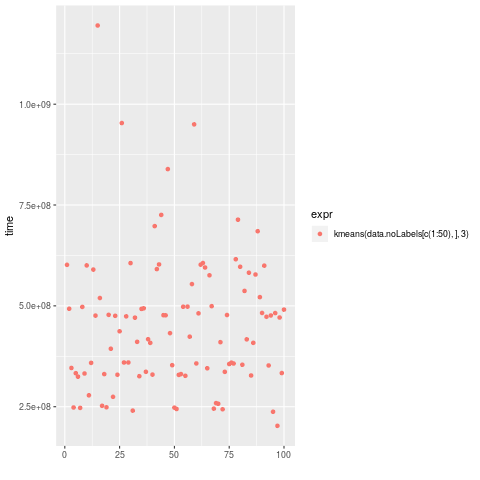 1.0e+09
7.5e+08
5.0e+08
2.5e+08
time
0
25
50
75
100
expr
kmeans(data.noLabels[c(1:50), ], 3)